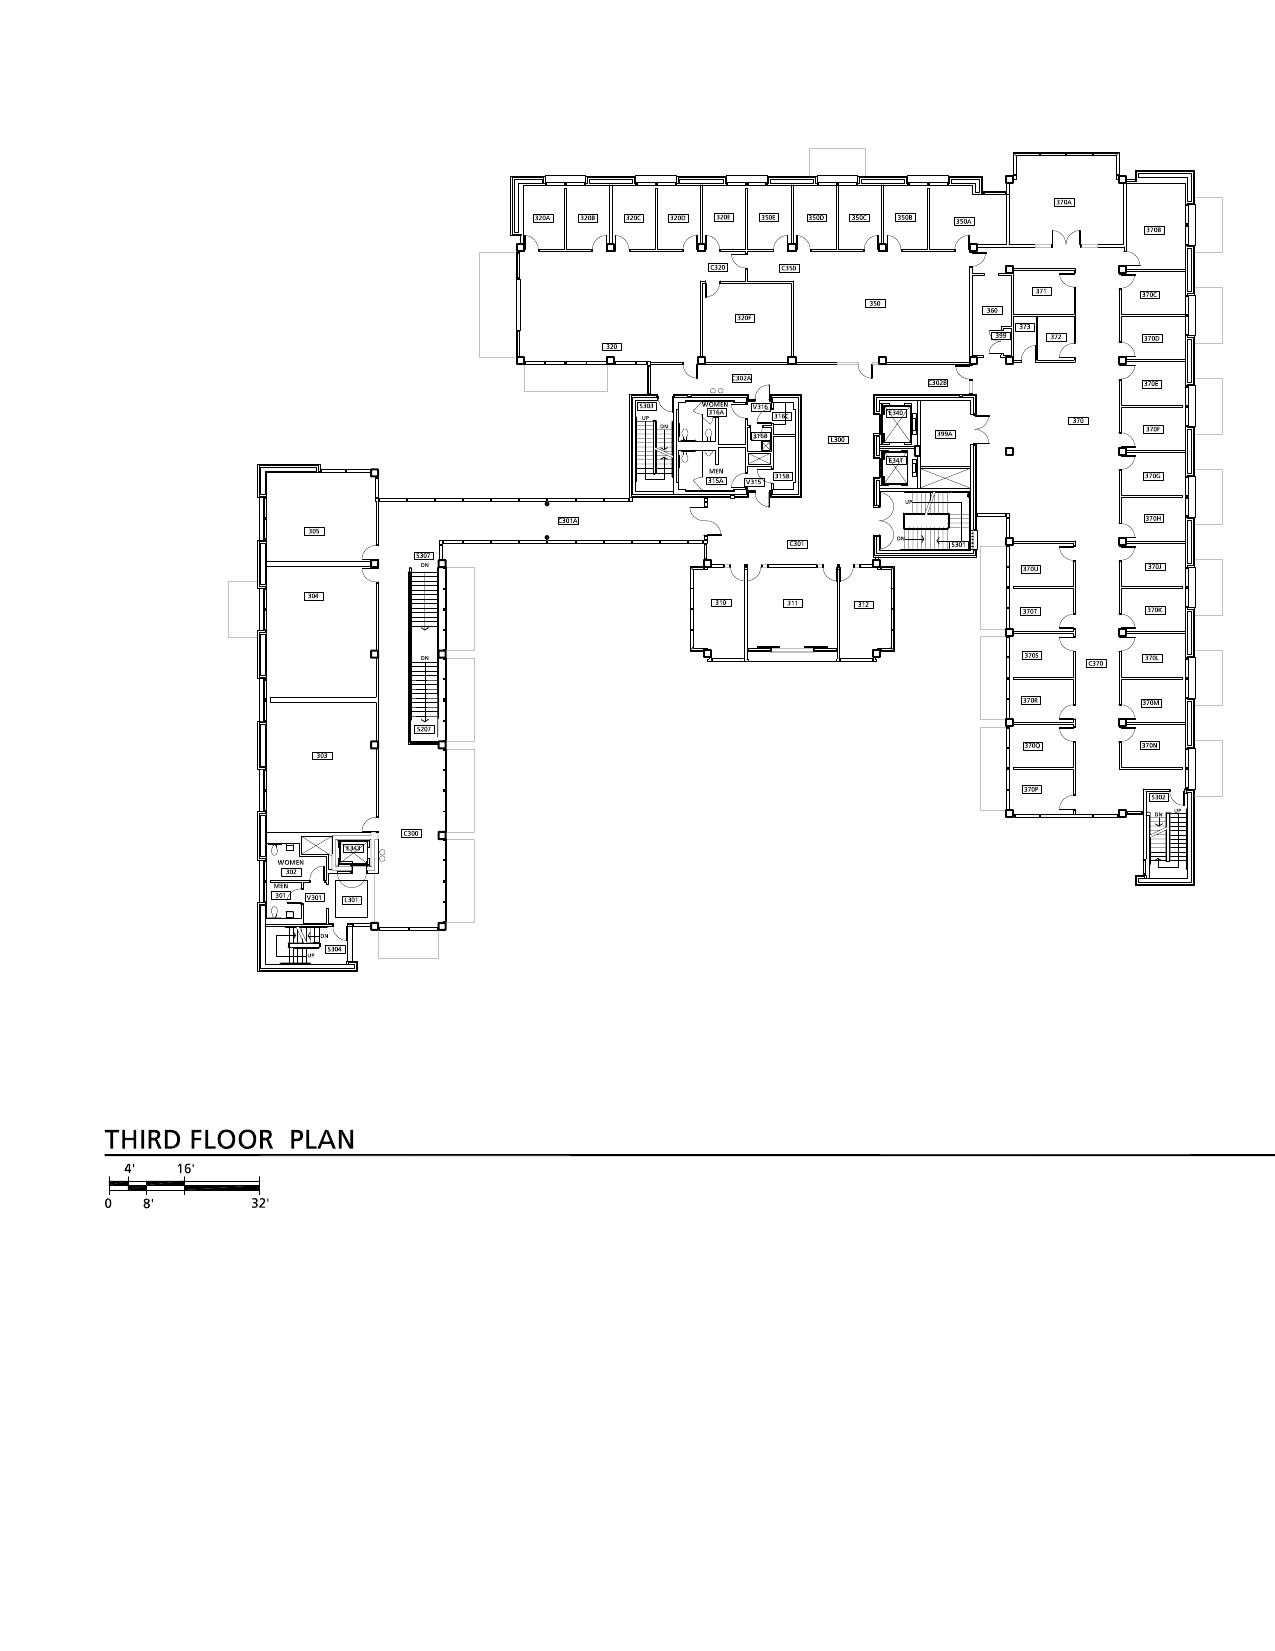 370A
320A
320B
320C
320D
320E
350E
350D
350C
350B
350A
370B
C320
C350
371
370C
350
360
320F
373
399
372
370D
320
C302A
C302B
370E
S303
WOMEN
316A
V316
316C
E340
370
UP
DN
316B
L300
399A
370F
MEN
315A
V315
315B
E341
370G
305
C301A
UP
370H
DN
S301
C301
S307
DN
370U
370J
304
310
311
312
370T
370K
DN
370S
C370
370L
370R
370M
S207
303
370Q
370N
370P
S302
DN
UP
C300
E343
WOMEN
302
MEN
301
V301
L301
DN
S304
UP
THIRD FLOOR PLAN
4' 16'
0 8' 32'